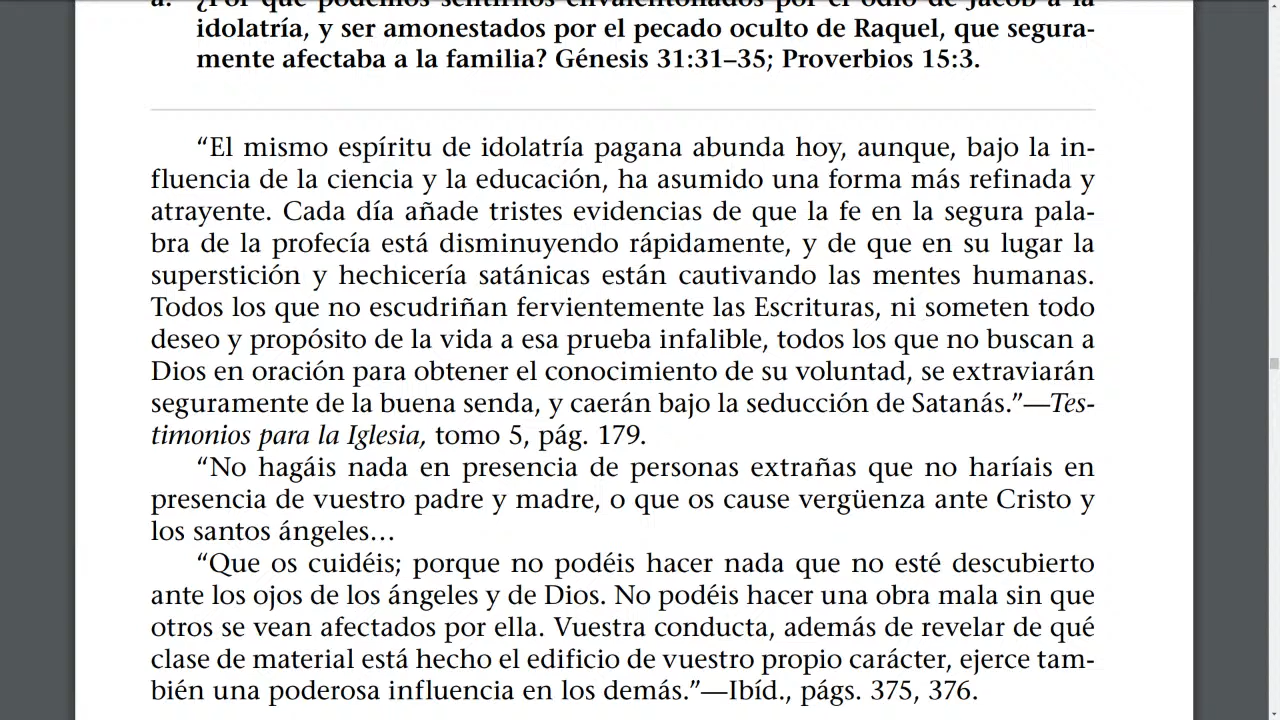 a. ¿Por qué podemos sentirnos envalentonados por el odio de Jacob a la
idolatría, y ser amonestados por el pecado oculto de Raquel, que segura-
mente afectaba a la familia? Génesis 31:31–35; Proverbios 15:3.
“El mismo espíritu de idolatría pagana abunda hoy, aunque, bajo la in-
fluencia de la ciencia y la educación, ha asumido una forma más refinada y
atrayente. Cada día añade tristes evidencias de que la fe en la segura pala-
bra de la profecía está disminuyendo rápidamente, y de que en su lugar la
superstición y hechicería satánicas están cautivando las mentes humanas.
Todos los que no escudriñan fervientemente las Escrituras, ni someten todo
deseo y propósito de la vida a esa prueba infalible, todos los que no buscan a
Dios en oración para obtener el conocimiento de su voluntad, se extraviarán
seguramente de la buena senda, y caerán bajo la seducción de Satanás.”—Tes-
timonios para la Iglesia, tomo 5, pág. 179.
“No hagáis nada en presencia de personas extrañas que no haríais en
presencia de vuestro padre y madre, o que os cause vergüenza ante Cristo y
los santos ángeles…
“Que os cuidéis; porque no podéis hacer nada que no esté descubierto
ante los ojos de los ángeles y de Dios. No podéis hacer una obra mala sin que
otros se vean afectados por ella. Vuestra conducta, además de revelar de qué
clase de material está hecho el edificio de vuestro propio carácter, ejerce tam-
bién una poderosa influencia en los demás.”—Ibíd., págs. 375, 376.